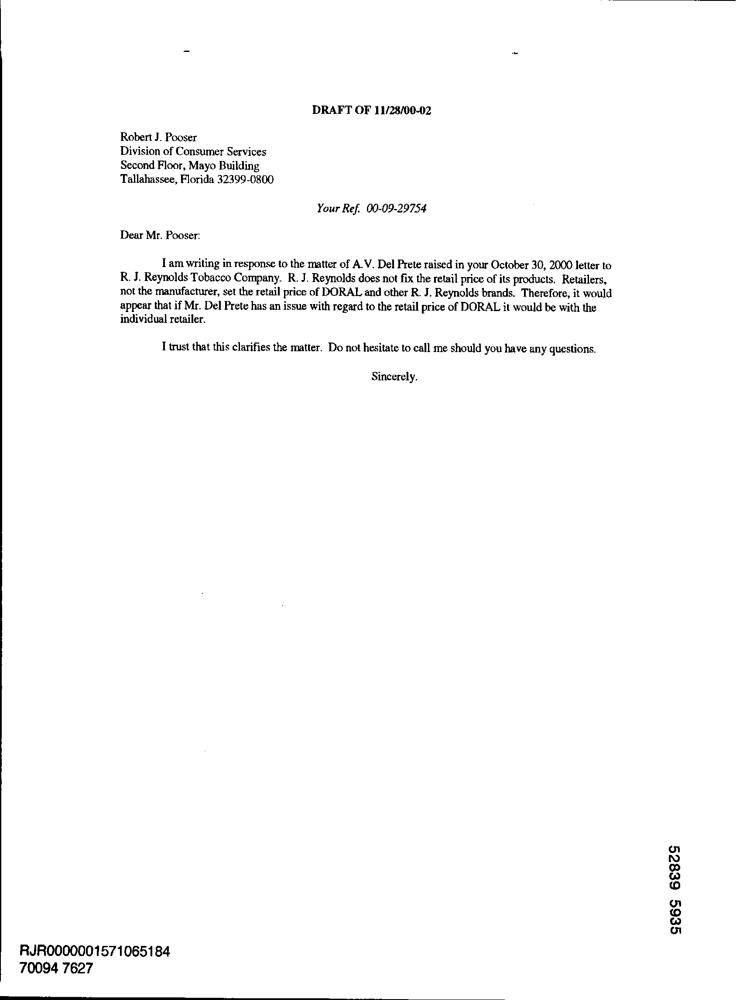 DRAFT OF 11/28/00-02
Robert J. Pooser
Division of Consumer Services
Second Floor, Mayo Building
Tallahassee, Florida 32399-0800
Your Ref. 00-09-29754
Dear Mr. Pooser:
I am writing in response to the matter of A.V. Del Prete raised in your October 30, 2000 letter to
R. J. Reynolds Tobacco Company. R. J. Reynolds does not fix the retail price of its products. Retailers,
not the manufacturer, set the retail price of DORAL and other R. J. Reynolds brands. Therefore, it would
appear that if Mr. Del Prete has an issue with regard to the retail price of DORAL it would be with the
individual retailer.
I trust that this clarifies the matter. Do not hesitate to call me should you have any questions.
Sincerely.
52839 5935
RJR0000001571065184
70094 7627